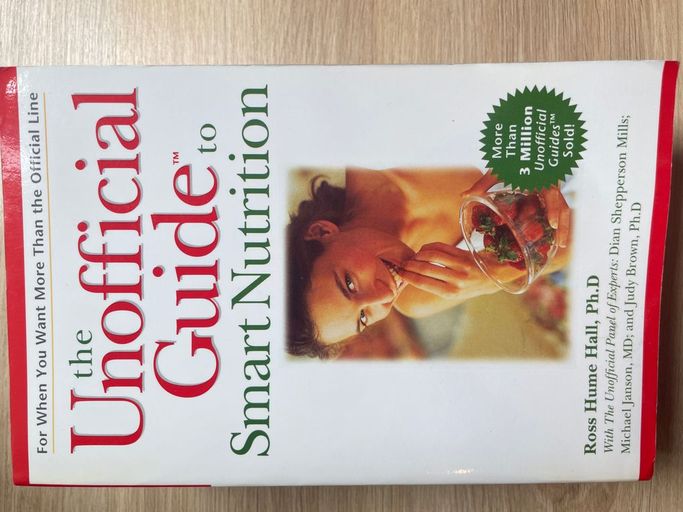 For When You Want More Than the Official Line
the
Unofficial
Guide™ to
Smart Nutrition
More
Than
3 Million
Unofficial
Guides™
Sold!
Ross Hume Hall, Ph.D
With The Unofficial Panel of Experts: Dian Shepperson Mills;
Michael Janson, MD; and Judy Brown, Ph.D